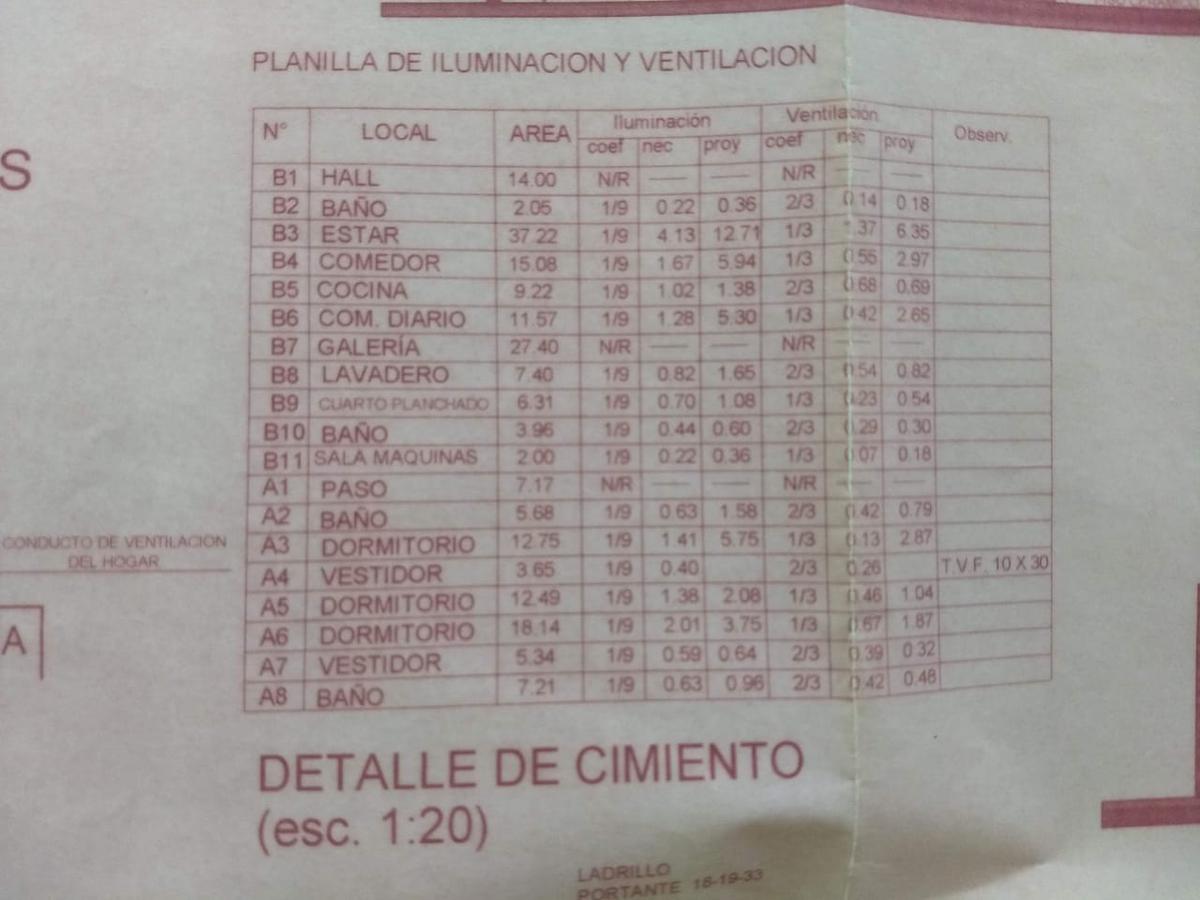 S
PLANILLA DE ILUMINACION Y VENTILACION
N° LOCAL AREA Iluminación Ventilación Observ.
coef nec proy coef nec proy
B1 HALL 14.00 N/R — — N/R — —
B2 BAÑO 2.05 1/9 0.22 0.36 2/3 0.14 0.18
B3 ESTAR 37.22 1/9 4.13 12.71 1/3 .37 6.35
B4 COMEDOR 15.08 1/9 1.67 5.94 1/3 0.55 2.97
B5 COCINA 9.22 1/9 1.02 1.38 2/3 0.68 0.69
B6 COM. DIARIO 11.57 1/9 1.28 5.30 1/3 0.42 2.65
B7 GALERÍA 27.40 N/R — — N/R — —
B8 LAVADERO 7.40 1/9 0.82 1.65 2/3 0.54 0.82
B9 CUARTO PLANCHADO 6.31 1/9 0.70 1.08 1/3 0.23 0.54
B10 BAÑO 3.96 1/9 0.44 0.60 2/3 0.29 0.30
B11 SALA MAQUINAS 2.00 1/9 0.22 0.36 1/3 0.07 0.18
A1 PASO 7.17 N/R — — N/R — —
A2 BAÑO 5.68 1/9 0.63 1.58 2/3 0.42 0.79
A3 DORMITORIO 12.75 1/9 1.41 5.75 1/3 0.13 2.87
A4 VESTIDOR 3.65 1/9 0.40 2/3 0.26 T.V.F. 10 X 30
A5 DORMITORIO 12.49 1/9 1.38 2.08 1/3 0.46 1.04
A6 DORMITORIO 18.14 1/9 2.01 3.75 1/3 0.67 1.87
A7 VESTIDOR 5.34 1/9 0.59 0.64 2/3 0.39 0.32
A8 BAÑO 7.21 1/9 0.63 0.96 2/3 0.42 0.48
CONDUCTO DE VENTILACION
DEL HOGAR
A
DETALLE DE CIMIENTO
(esc. 1:20)
LADRILLO
PORTANTE 18-19-33